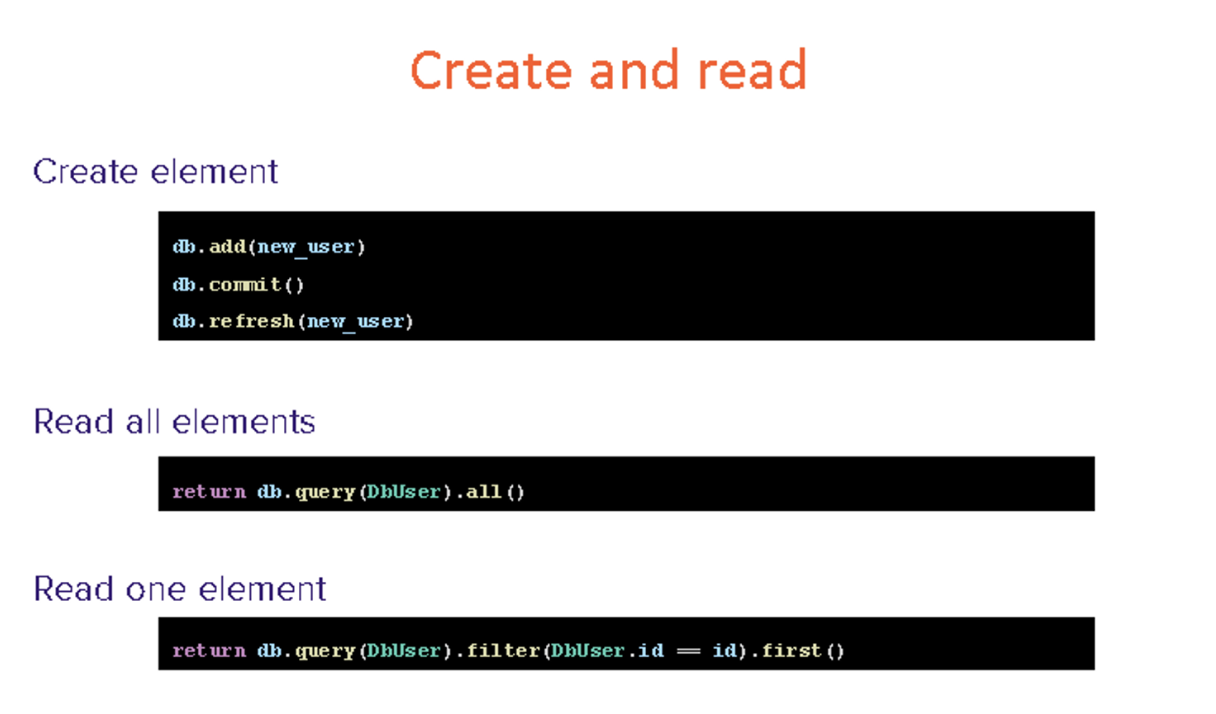 Create and read
Create element
db.add(new_user)
db.commit()
db.refresh(new_user)
Read all elements
return db.query(DbUser).all()
Read one element
return db.query(DbUser).filter(DbUser.id == id).first()